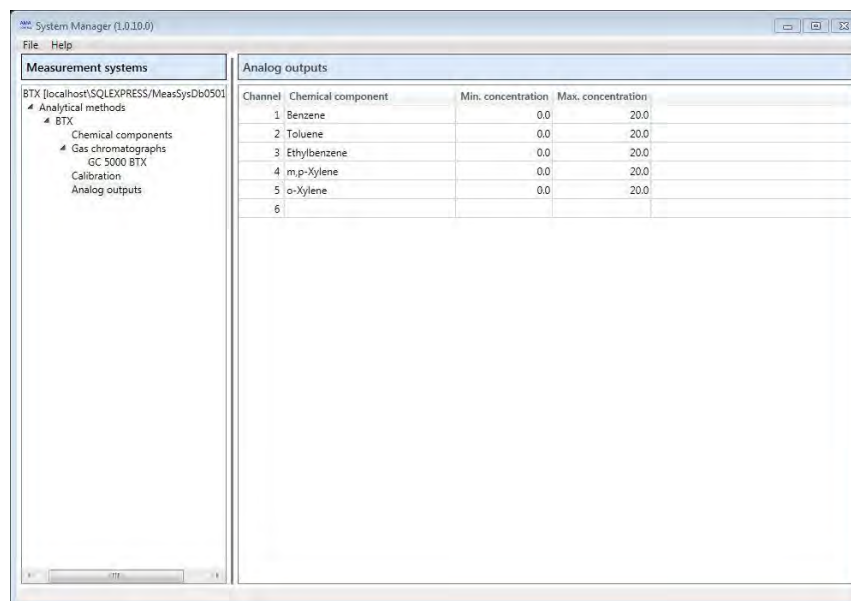 System Manager (1.0.10.0)
File Help
Measurement systems
BTX [localhost\SQLEXPRESS/MeasSysDb0501
Analytical methods
BTX
Chemical components
Gas chromatographs
GC 5000 BTX
Calibration
Analog outputs
Analog outputs
Channel Chemical component Min. concentration Max. concentration
1 Benzene 0.0 20.0
2 Toluene 0.0 20.0
3 Ethylbenzene 0.0 20.0
4 m,p-Xylene 0.0 20.0
5 o-Xylene 0.0 20.0
6